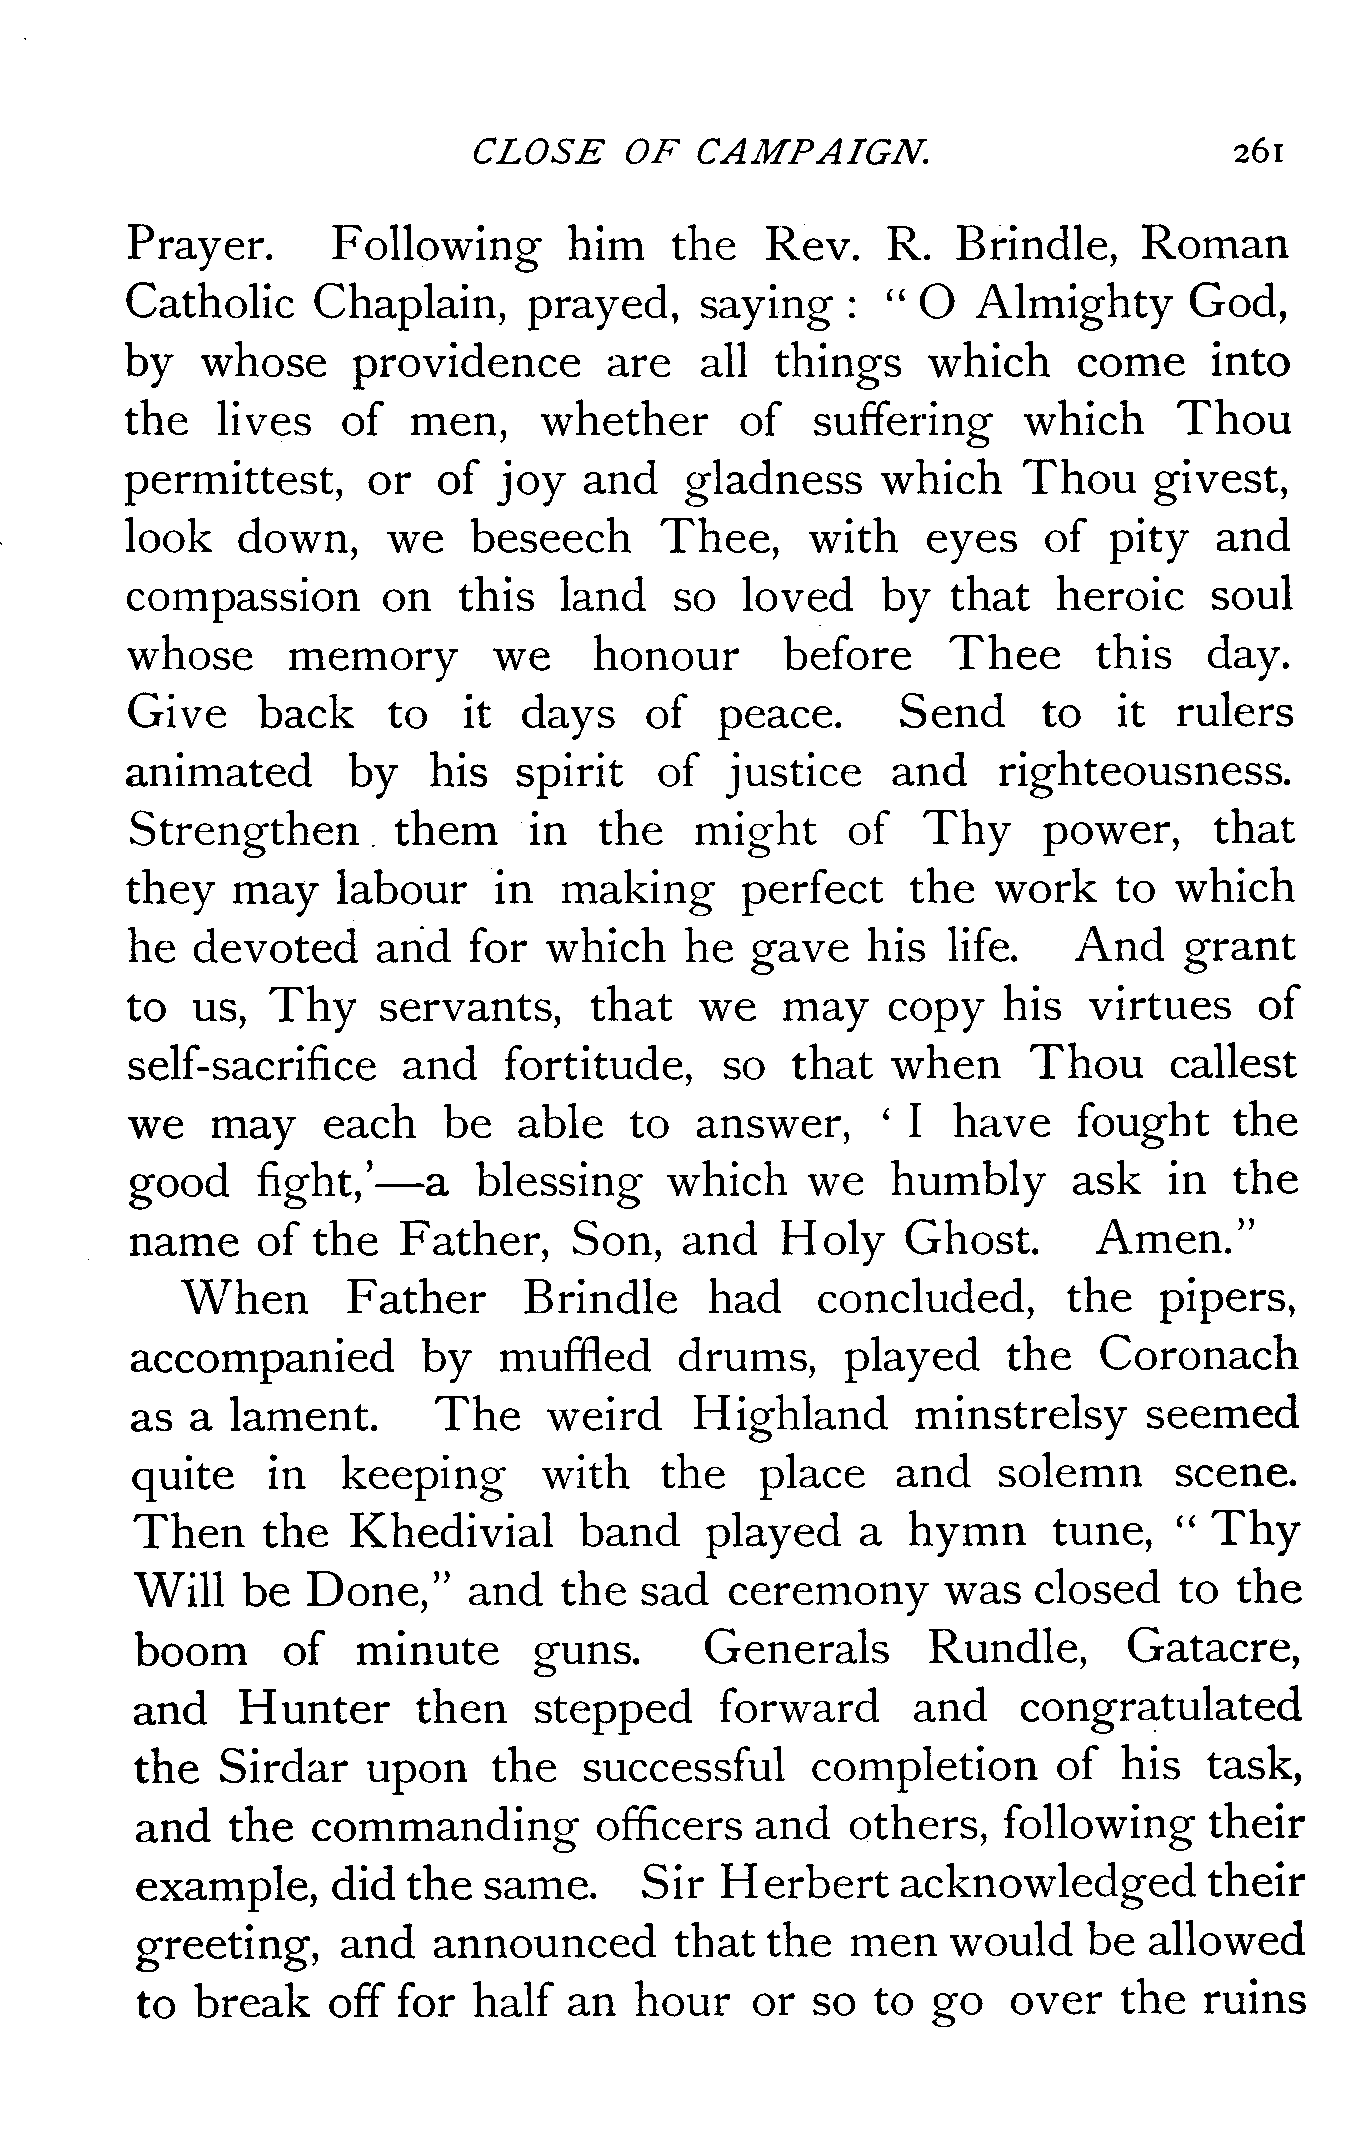 CLOSE OF CAMPAIGN. 261
Prayer. Following him the Rev. R. Brindle, Roman
Catholic Chaplain, prayed, saying : “ O Almighty God,
by whose providence are all things which come into
the lives of men, whether of suffering which Thou
permittest, or of joy and gladness which Thou givest,
look down, we beseech Thee, with eyes of pity and
compassion on this land so loved by that heroic soul
whose memory we honour before Thee this day.
Give back to it days of peace. Send to it rulers
animated by his spirit of justice and righteousness.
Strengthen them in the might of Thy power, that
they may labour in making perfect the work to which
he devoted and for which he gave his life. And grant
to us, Thy servants, that we may copy his virtues of
self-sacrifice and fortitude, so that when Thou callest
we may each be able to answer, ‘ I have fought the
good fight,’—a blessing which we humbly ask in the
name of the Father, Son, and Holy Ghost. Amen.”
When Father Brindle had concluded, the pipers,
accompanied by muffled drums, played the Coronach
as a lament. The weird Highland minstrelsy seemed
quite in keeping with the place and solemn scene.
Then the Khedivial band played a hymn tune, “ Thy
Will be Done,” and the sad ceremony was closed to the
boom of minute guns. Generals Rundle, Gatacre,
and Hunter then stepped forward and congratulated
the Sirdar upon the successful completion of his task,
and the commanding officers and others, following their
example, did the same. Sir Herbert acknowledged their
greeting, and announced that the men would be allowed
to break off for half an hour or so to go over the ruins